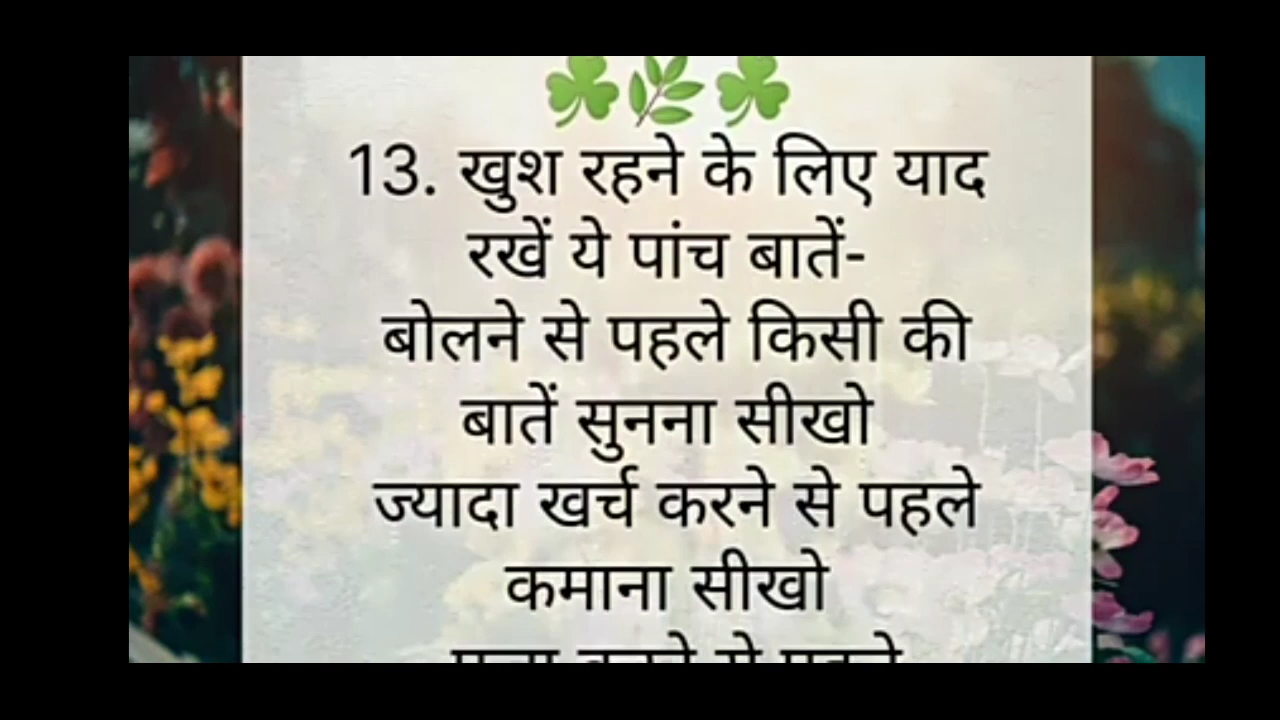 13. खुश रहने के लिए याद
रखें ये पांच बातें-
बोलने से पहले किसी की
बातें सुनना सीखो
ज्यादा खर्च करने से पहले
कमाना सीखो